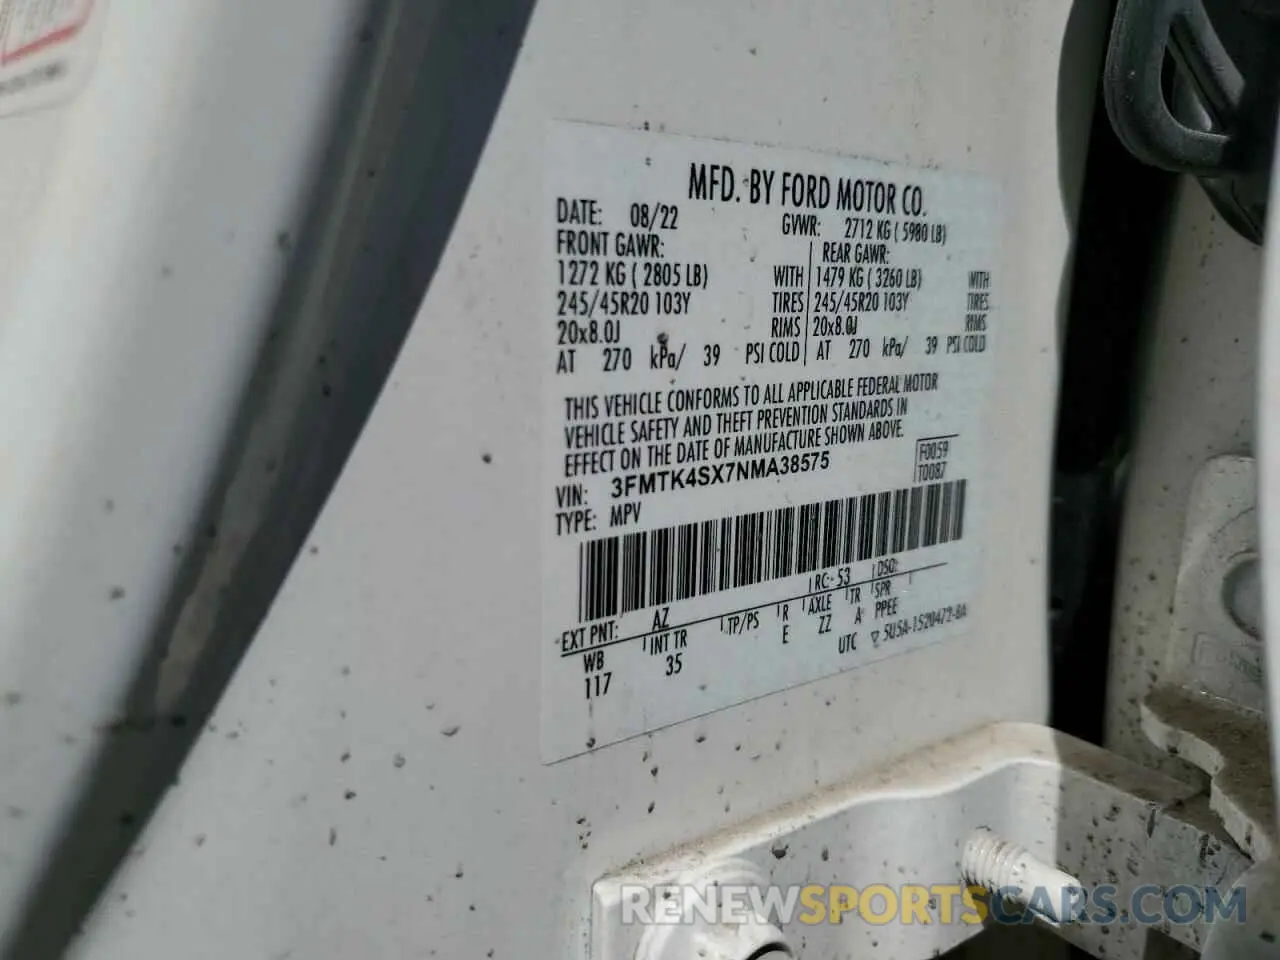 MFD. BY FORD MOTOR CO.
DATE: 08/22 GVWR: 2712 KG ( 5980 LB)
FRONT GAWR: REAR GAWR:
1272 KG ( 2805 LB) WITH 1479 KG ( 3260 LB) WITH
245/45R20 103Y TIRES 245/45R20 103Y TIRES
20x8.0J RIMS 20x8.0J RIMS
AT 270 kPa/ 39 PSI COLD AT 270 kPa/ 39 PSI COLD
THIS VEHICLE CONFORMS TO ALL APPLICABLE FEDERAL MOTOR
VEHICLE SAFETY AND THEFT PREVENTION STANDARDS IN
EFFECT ON THE DATE OF MANUFACTURE SHOWN ABOVE.
F0059
VIN: 3FMTK4SX7NMA38575
T0087
TYPE: MPV
EXT PNT: AZ RC: 53 DSO:
WB INT TR TP/PS R AXLE TR SPR
117 35 E ZZ A PPEE
UTC 5U5A-1520472-BA
RENEWSPORTSCARS.COM